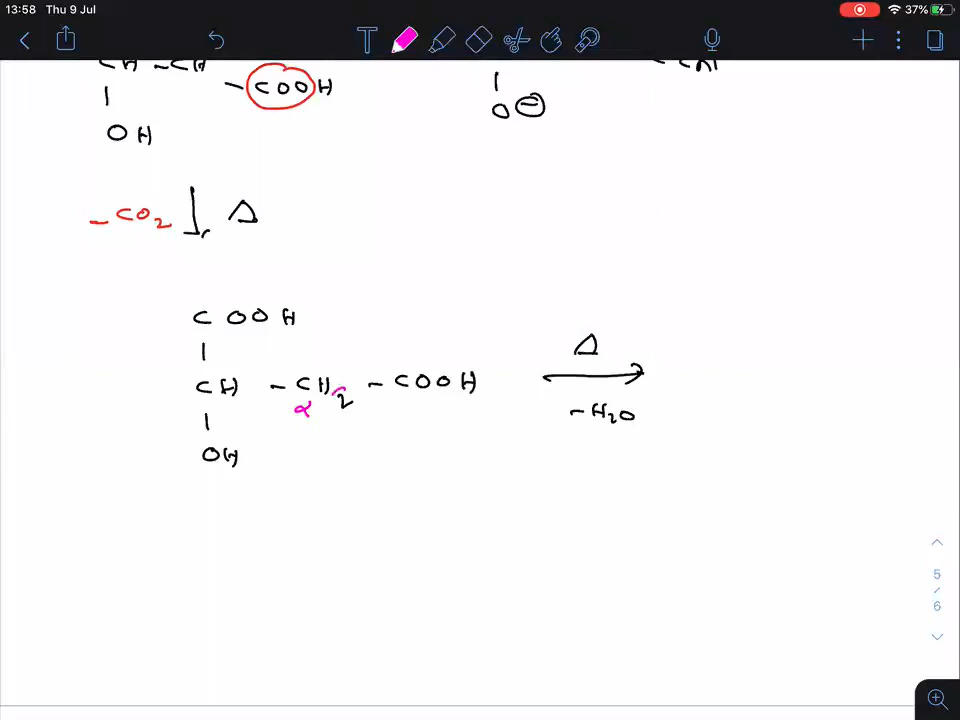 13:58 Thu 9 Jul 37%
T
CH - CH
- COOH
|
OH
|
O ⊖
- CO2 ↓ Δ
COOH
|
CH - CH2 - COOH
α
|
OH
Δ
→
- H2O
5
/
6